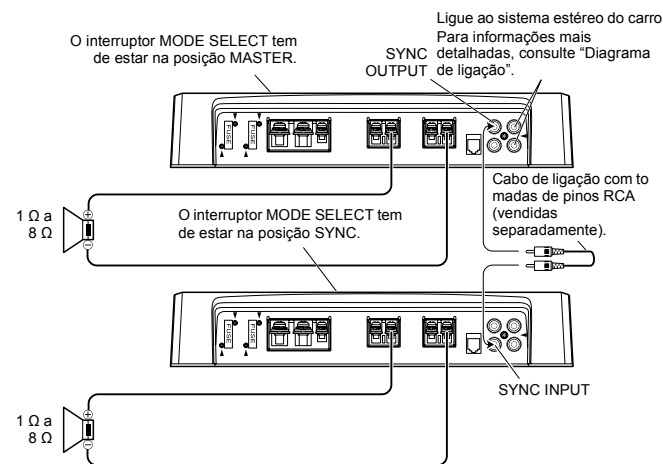 Ligue ao sistema estéreo do carro
Para informações mais
detalhadas, consulte “Diagrama
de ligação”.
O interruptor MODE SELECT tem
de estar na posição MASTER.
SYNC
OUTPUT
FUSE
FUSE
1 Ω a
8 Ω
⊕
⊖
Cabo de ligação com to
madas de pinos RCA
(vendidas
separadamente).
O interruptor MODE SELECT tem
de estar na posição SYNC.
FUSE
FUSE
SYNC INPUT
1 Ω a
8 Ω
⊕
⊖